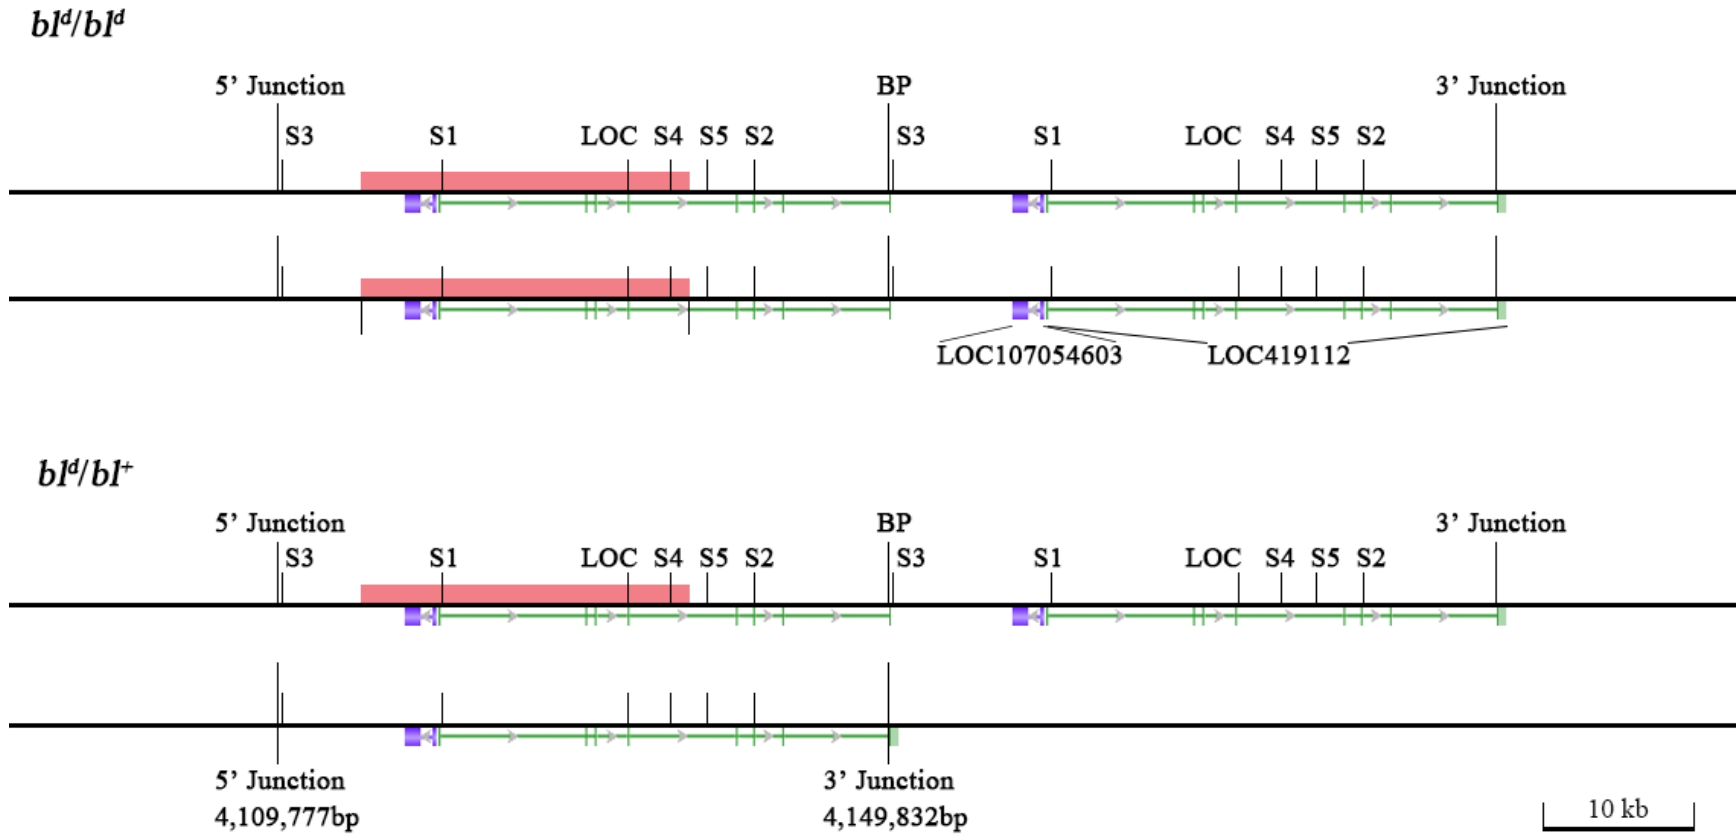 bl^d/bl^d
5’ Junction BP 3’ Junction
S3 S1 LOC S4 S5 S2 S3 S1 LOC S4 S5 S2
LOC107054603 LOC419112
bl^d/bl^+
5’ Junction BP 3’ Junction
S3 S1 LOC S4 S5 S2 S3 S1 LOC S4 S5 S2
5’ Junction 3’ Junction
4,109,777bp 4,149,832bp
10 kb